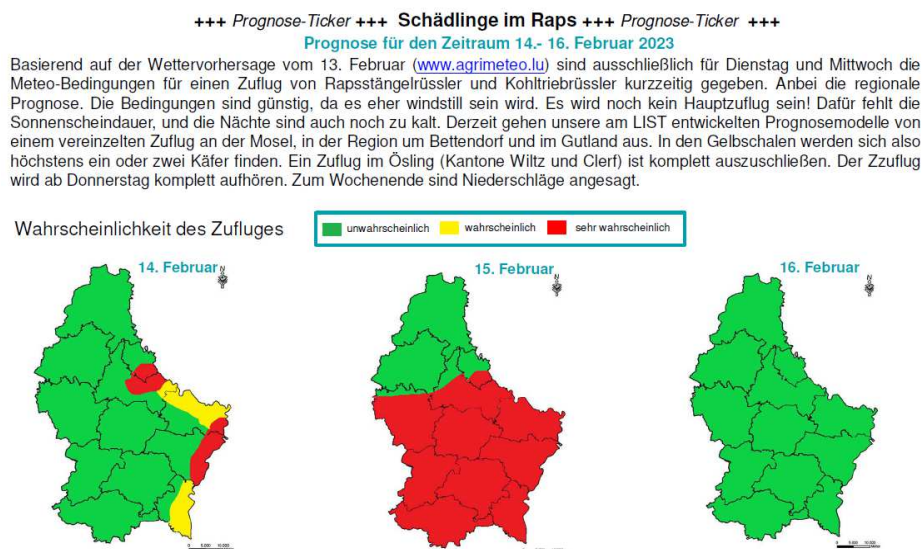 +++ Prognose-Ticker +++ Schädlinge im Raps +++ Prognose-Ticker +++
Prognose für den Zeitraum 14.- 16. Februar 2023
Basierend auf der Wettervorhersage vom 13. Februar (www.agrimeteo.lu) sind ausschließlich für Dienstag und Mittwoch die
Meteo-Bedingungen für einen Zuflug von Rapsstängelrüssler und Kohltriebrüssler kurzzeitig gegeben. Anbei die regionale
Prognose. Die Bedingungen sind günstig, da es eher windstill sein wird. Es wird noch kein Hauptzuflug sein! Dafür fehlt die
Sonnenscheindauer, und die Nächte sind auch noch zu kalt. Derzeit gehen unsere am LIST entwickelten Prognosemodelle von
einem vereinzelten Zuflug an der Mosel, in der Region um Bettendorf und im Gutland aus. In den Gelbschalen werden sich also
höchstens ein oder zwei Käfer finden. Ein Zuflug im Ösling (Kantone Wiltz und Clerf) ist komplett auszuschließen. Der Zzuflug
wird ab Donnerstag komplett aufhören. Zum Wochenende sind Niederschläge angesagt.
Wahrscheinlichkeit des Zufluges
unwahrscheinlich wahrscheinlich sehr wahrscheinlich
14. Februar
15. Februar
16. Februar